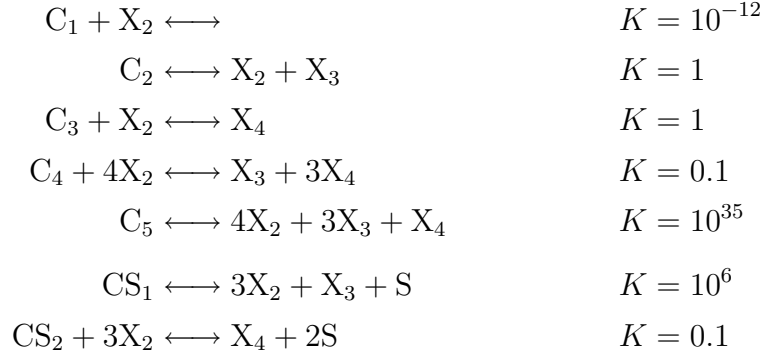 C₁ + X₂ ⟷ K = 10⁻¹²
C₂ ⟷ X₂ + X₃ K = 1
C₃ + X₂ ⟷ X₄ K = 1
C₄ + 4X₂ ⟷ X₃ + 3X₄ K = 0.1
C₅ ⟷ 4X₂ + 3X₃ + X₄ K = 10³⁵
CS₁ ⟷ 3X₂ + X₃ + S K = 10⁶
CS₂ + 3X₂ ⟷ X₄ + 2S K = 0.1